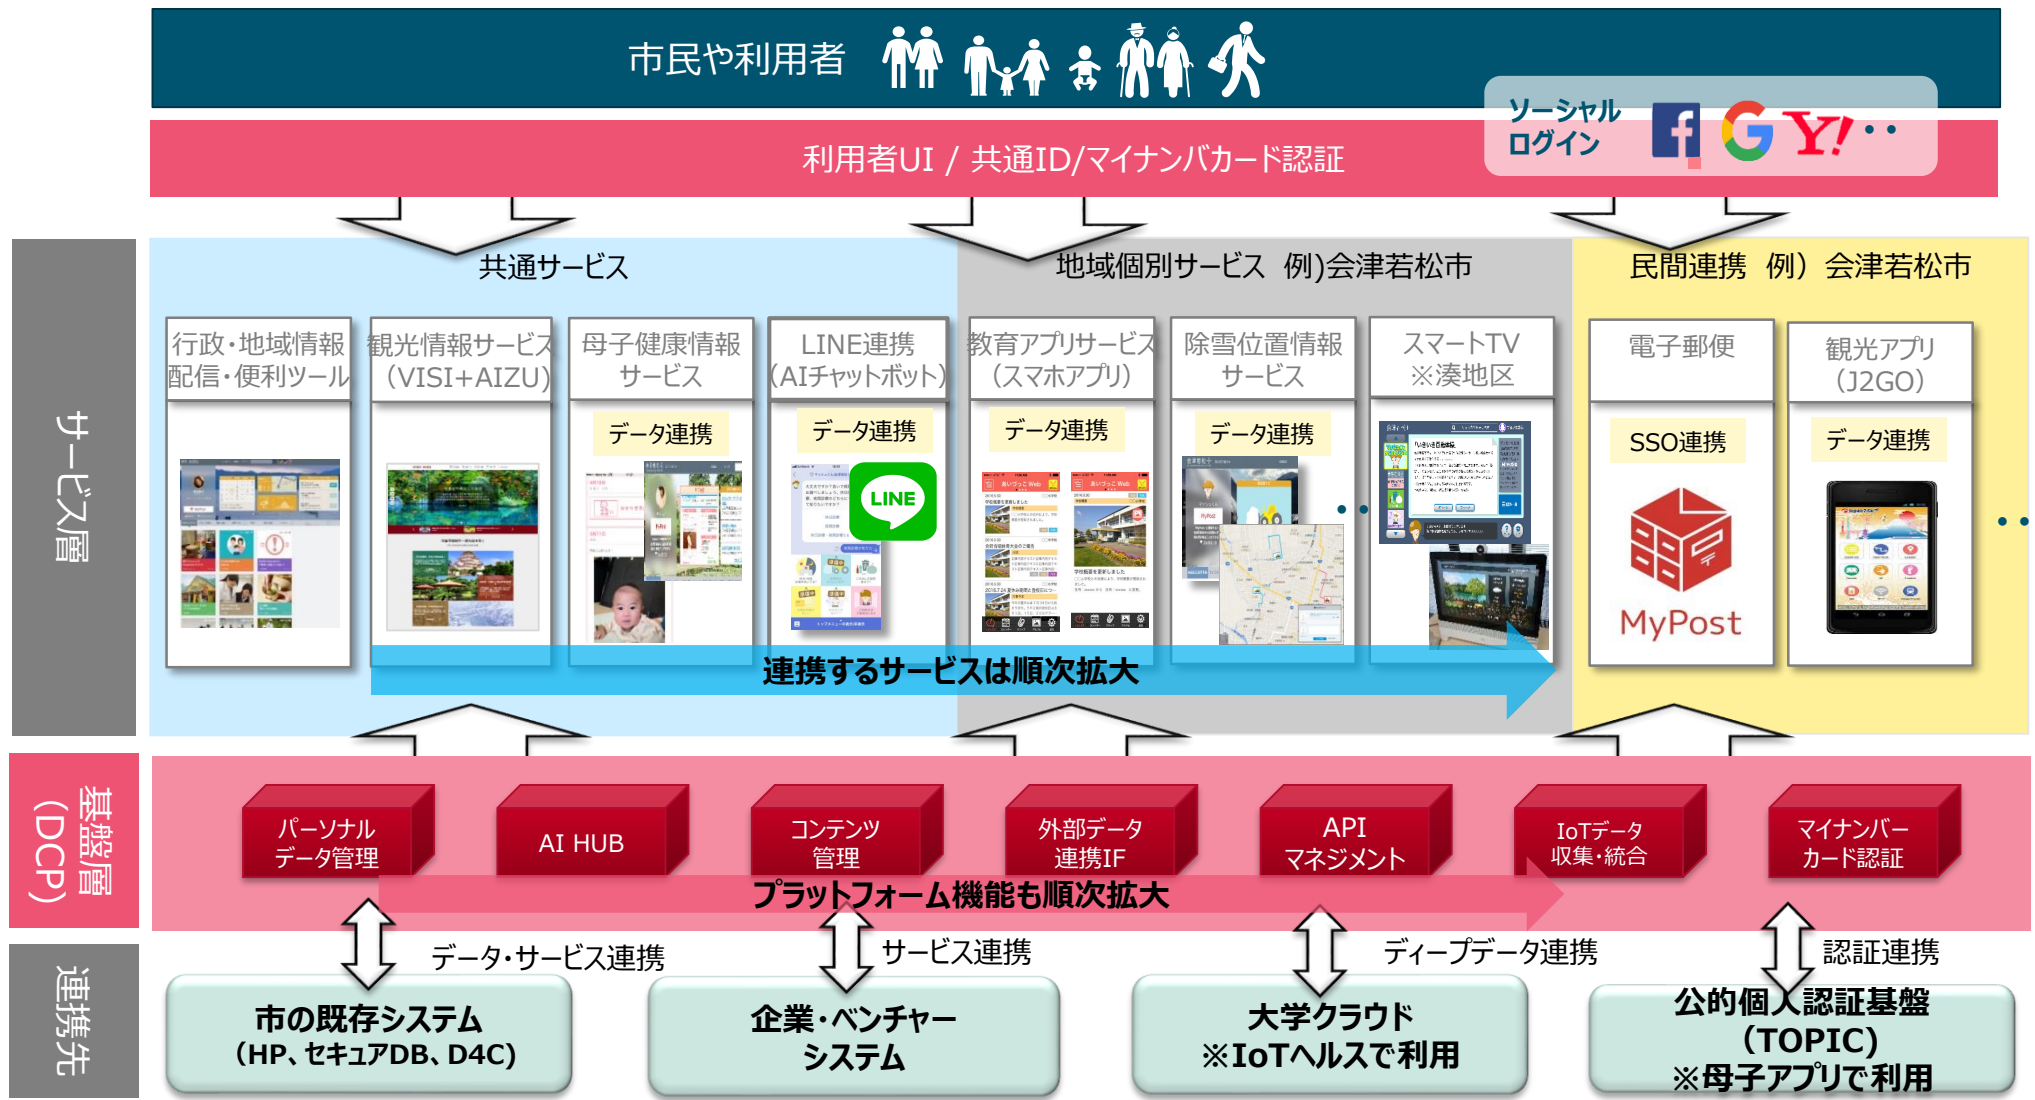 市民や利用者
ソーシャル
ログイン
利用者UI / 共通ID/マイナンバカード認証
サービス層
共通サービス
地域個別サービス 例)会津若松市
民間連携 例）会津若松市
行政・地域情報
配信・便利ツール
観光情報サービス
（VISI+AIZU)
母子健康情報
サービス
データ連携
LINE連携
（AIチャットボット）
データ連携
LINE
教育アプリサービス
（スマホアプリ）
データ連携
あいづっこ Web
除雪位置情報
サービス
データ連携
スマートTV
※湊地区
電子郵便
SSO連携
MyPost
観光アプリ
（J2GO）
データ連携
連携するサービスは順次拡大
基盤層
(DCP)
パーソナル
データ管理
AI HUB
コンテンツ
管理
外部データ
連携IF
API
マネジメント
IoTデータ
収集・統合
マイナンバー
カード認証
プラットフォーム機能も順次拡大
連携先
データ・サービス連携
サービス連携
ディープデータ連携
認証連携
市の既存システム
（HP、セキュアDB、D4C)
企業・ベンチャー
システム
大学クラウド
※IoTヘルスで利用
公的個人認証基盤
（TOPIC)
※母子アプリで利用